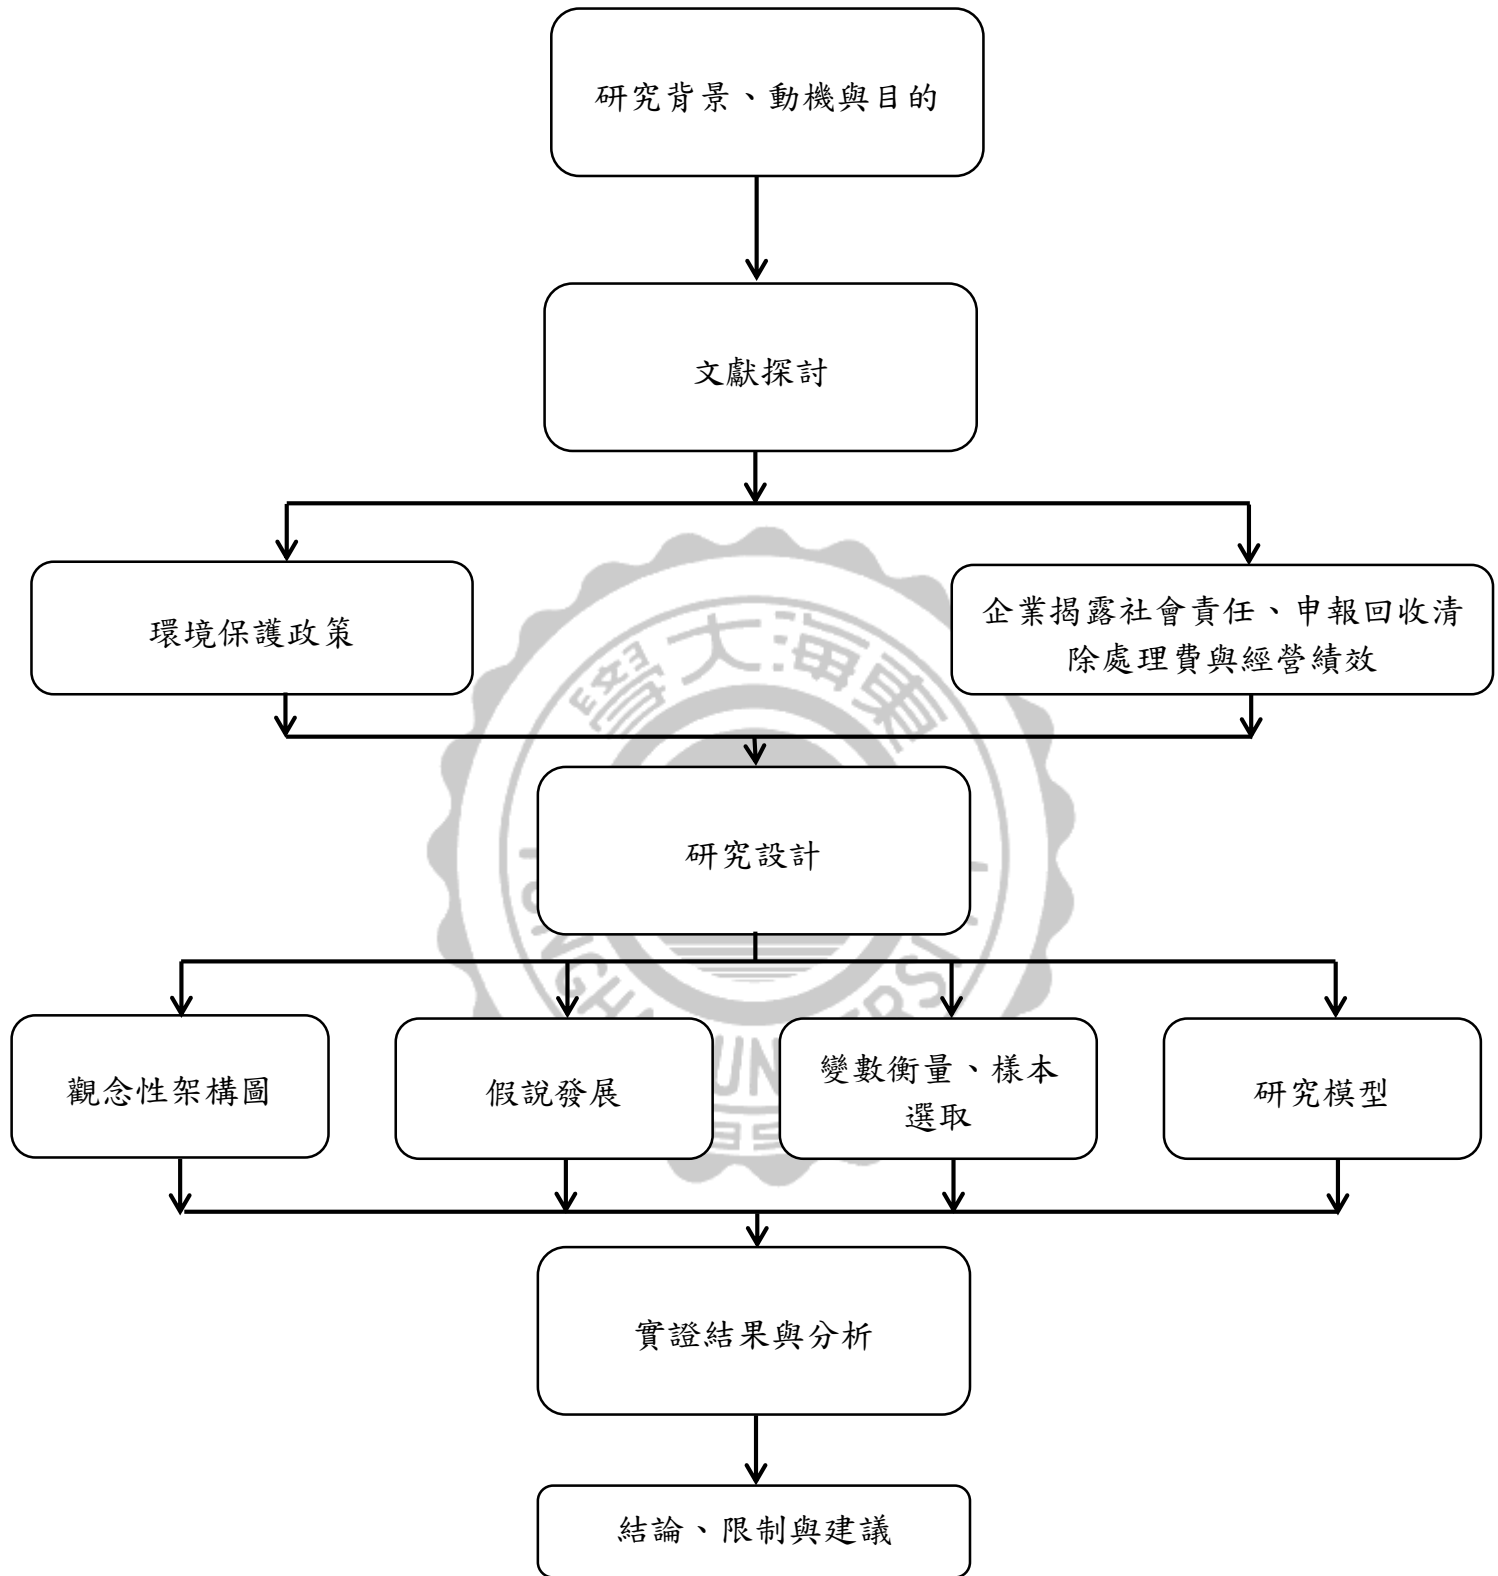 研究背景、動機與目的
文獻探討
環境保護政策
企業揭露社會責任、申報回收清
除處理費與經營績效
學大海東
研究設計
觀念性架構圖
假說發展
變數衡量、樣本
選取
研究模型
實證結果與分析
結論、限制與建議